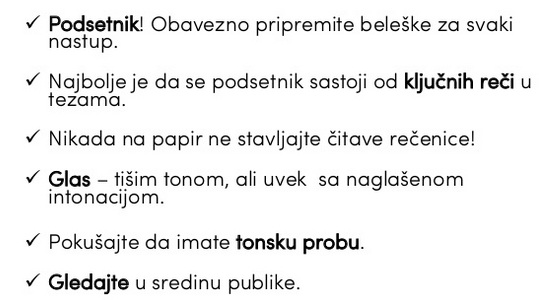 ✓ Podsetnik! Obavezno pripremite beleške za svaki
nastup.
✓ Najbolje je da se podsetnik sastoji od ključnih reči u
tezama.
✓ Nikada na papir ne stavljajte čitave rečenice!
✓ Glas – tišim tonom, ali uvek  sa naglašenom
intonacijom.
✓ Pokušajte da imate tonsku probu.
✓ Gledajte u sredinu publike.